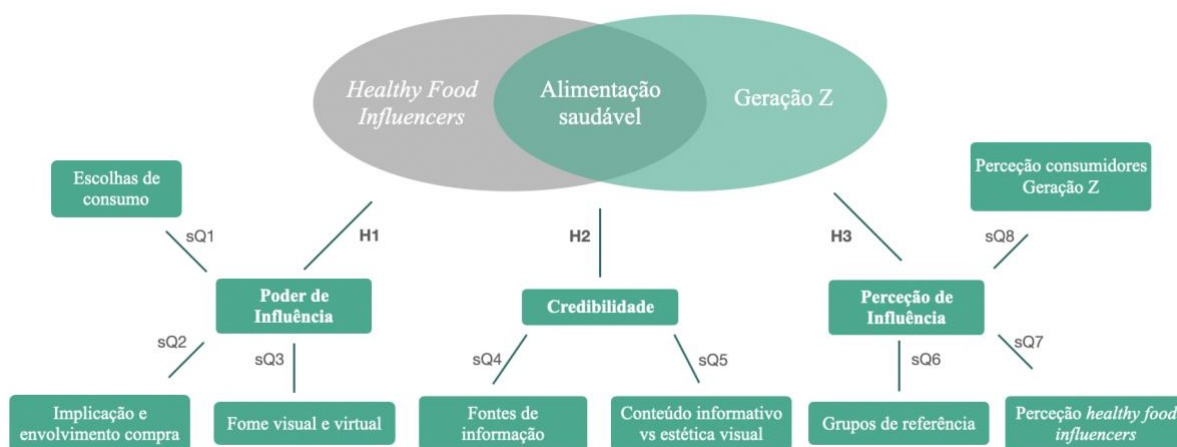 Healthy Food
Influencers
Alimentação
saudável
Geração Z
Escolhas de
consumo
Perceção consumidores
Geração Z
sQ1
H1
H2
H3
sQ8
Poder de
Influência
Credibilidade
Perceção de
Influência
sQ2
sQ3
sQ4
sQ5
sQ6
sQ7
Implicação e
envolvimento compra
Fome visual e virtual
Fontes de
informação
Conteúdo informativo
vs estética visual
Grupos de referência
Perceção healthy food
influencers